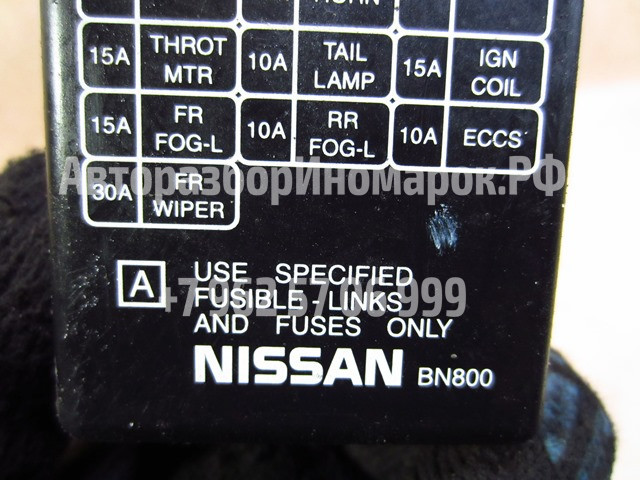 HORN
15A THROT MTR 10A TAIL LAMP 15A IGN COIL
15A FR FOG-L 10A RR FOG-L 10A ECCS
АвторазборИноМарок.РФ
30A FR WIPER
A USE SPECIFIED
FUSIBLE-LINKS
AND FUSES ONLY
NISSAN BN800